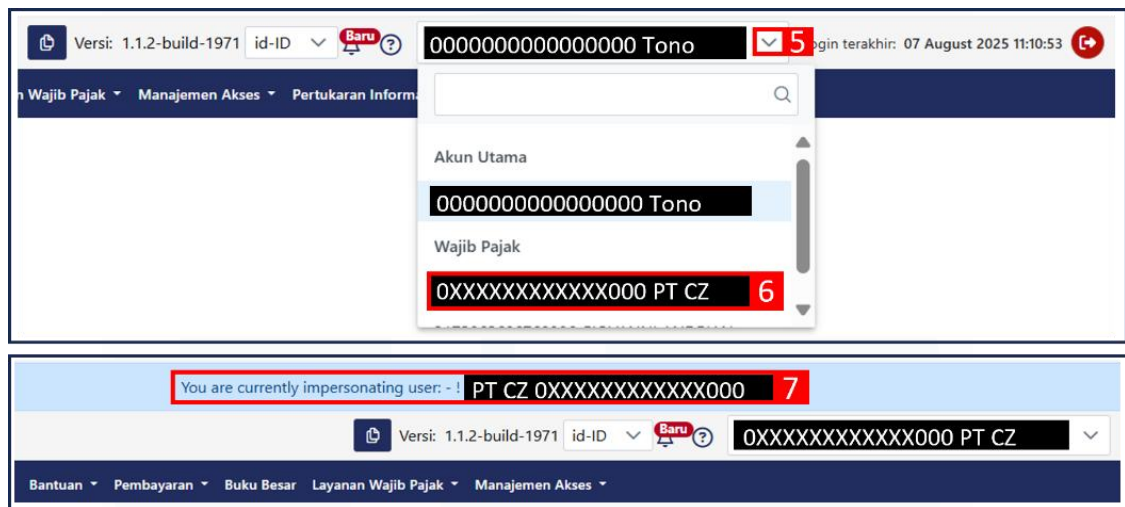 Versi: 1.1.2-build-1971 id-ID Baru 0000000000000000 Tono 5 ogin terakhir: 07 August 2025 11:10:53
n Wajib Pajak Manajemen Akses Pertukaran Informa
Akun Utama
0000000000000000 Tono
Wajib Pajak
0XXXXXXXXXXXX000 PT CZ 6
You are currently impersonating user: - ! PT CZ 0XXXXXXXXXXXX000 7
Versi: 1.1.2-build-1971 id-ID Baru 0XXXXXXXXXXXX000 PT CZ
Bantuan Pembayaran Buku Besar Layanan Wajib Pajak Manajemen Akses